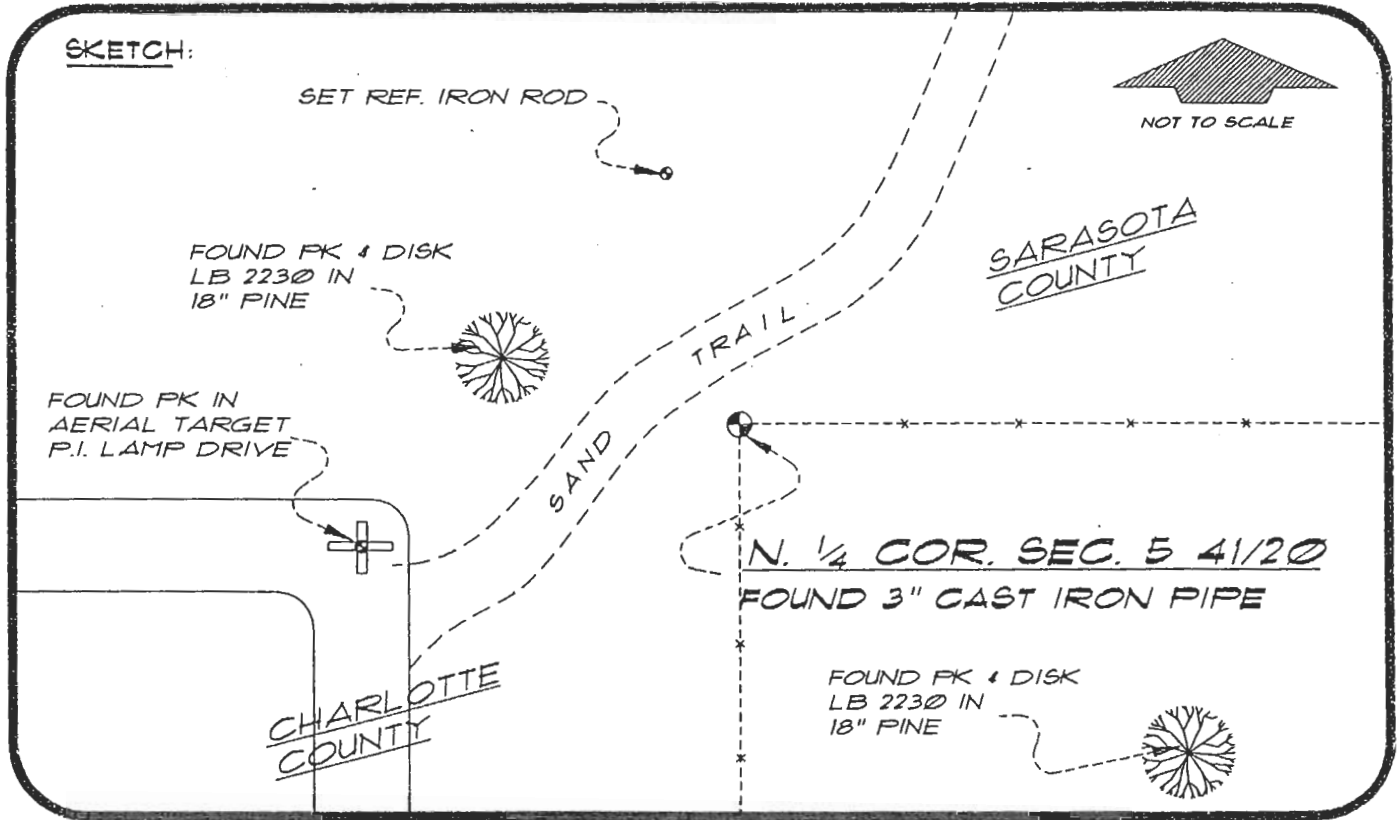 SKETCH:
SET REF. IRON ROD
NOT TO SCALE
SARASOTA
COUNTY
FOUND PK & DISK
LB 2230 IN
18" PINE
SAND TRAIL
FOUND PK IN
AERIAL TARGET
P.I. LAMP DRIVE
N. 1/4 COR. SEC. 5 41/20
FOUND 3" CAST IRON PIPE
CHARLOTTE
COUNTY
FOUND PK & DISK
LB 2230 IN
18" PINE